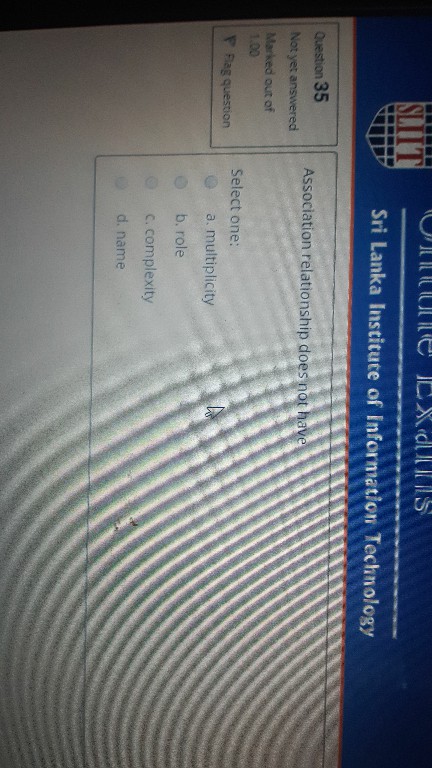 SLIIT
Online Exams
Sri Lanka Institute of Information Technology
Question 35
Not yet answered
Marked out of
1.00
Flag question
Association relationship does not have
Select one:
a. multiplicity
b. role
c. complexity
d. name